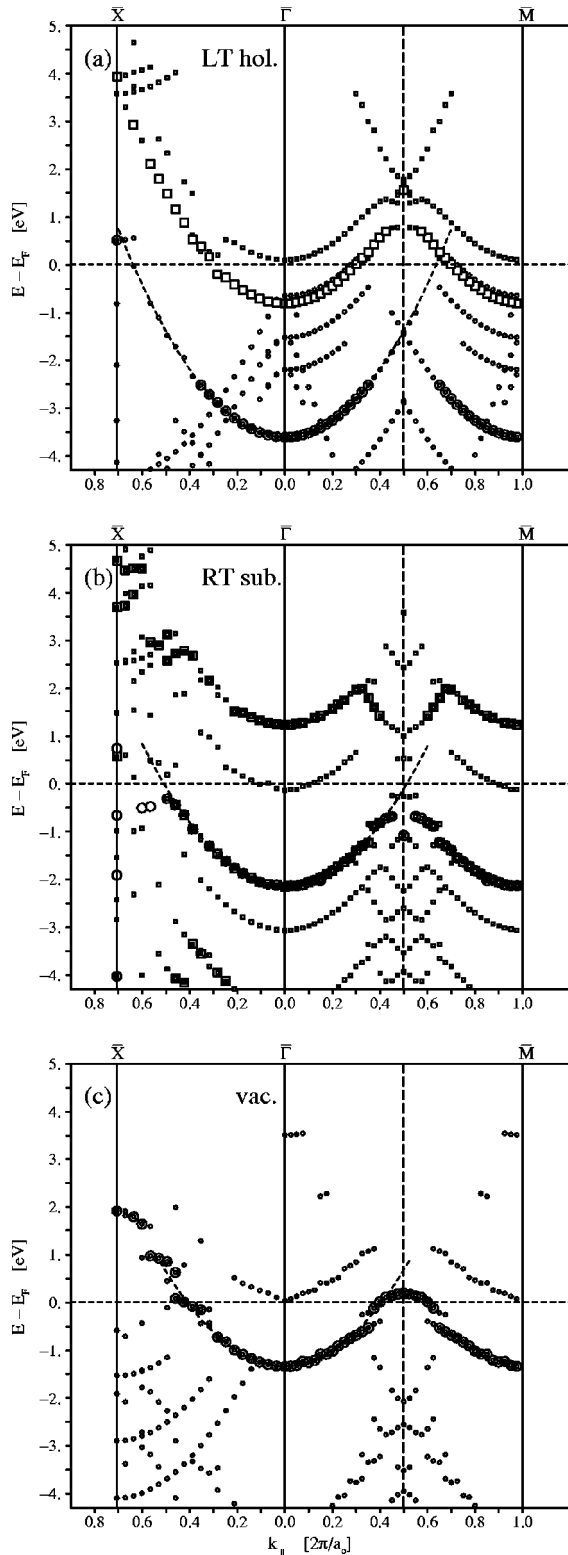 X̅ Γ̅ M̅
(a) LT hol.
5.
4.
3.
2.
1.
0.
−1.
−2.
−3.
−4.
E − E_F [eV]
0.8 0.6 0.4 0.2 0.0 0.2 0.4 0.6 0.8 1.0
X̅ Γ̅ M̅
(b) RT sub.
5.
4.
3.
2.
1.
0.
−1.
−2.
−3.
−4.
E − E_F [eV]
0.8 0.6 0.4 0.2 0.0 0.2 0.4 0.6 0.8 1.0
X̅ Γ̅ M̅
(c) vac.
5.
4.
3.
2.
1.
0.
−1.
−2.
−3.
−4.
E − E_F [eV]
0.8 0.6 0.4 0.2 0.0 0.2 0.4 0.6 0.8 1.0
k_|| [2π/a_o]